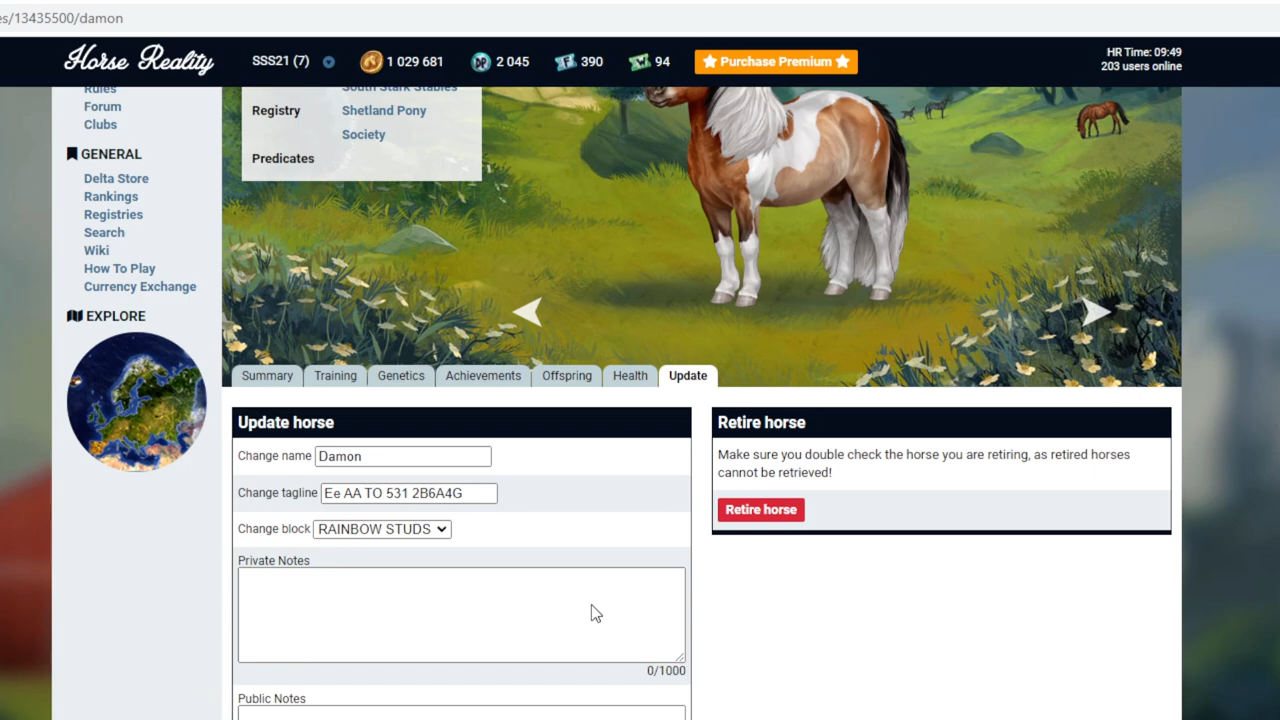 es/13435500/damon
Horse Reality
SSS21 (7)
1 029 681
2 045
390
94
Purchase Premium
HR Time: 09:49
203 users online
Rules
Forum
Clubs
GENERAL
Delta Store
Rankings
Registries
Search
Wiki
How To Play
Currency Exchange
EXPLORE
South Stark Stables
Registry
Shetland Pony
Society
Predicates
Summary
Training
Genetics
Achievements
Offspring
Health
Update
Update horse
Change name Damon
Change tagline Ee AA TO 531 2B6A4G
Change block RAINBOW STUDS
Private Notes
0/1000
Public Notes
Retire horse
Make sure you double check the horse you are retiring, as retired horses
cannot be retrieved!
Retire horse